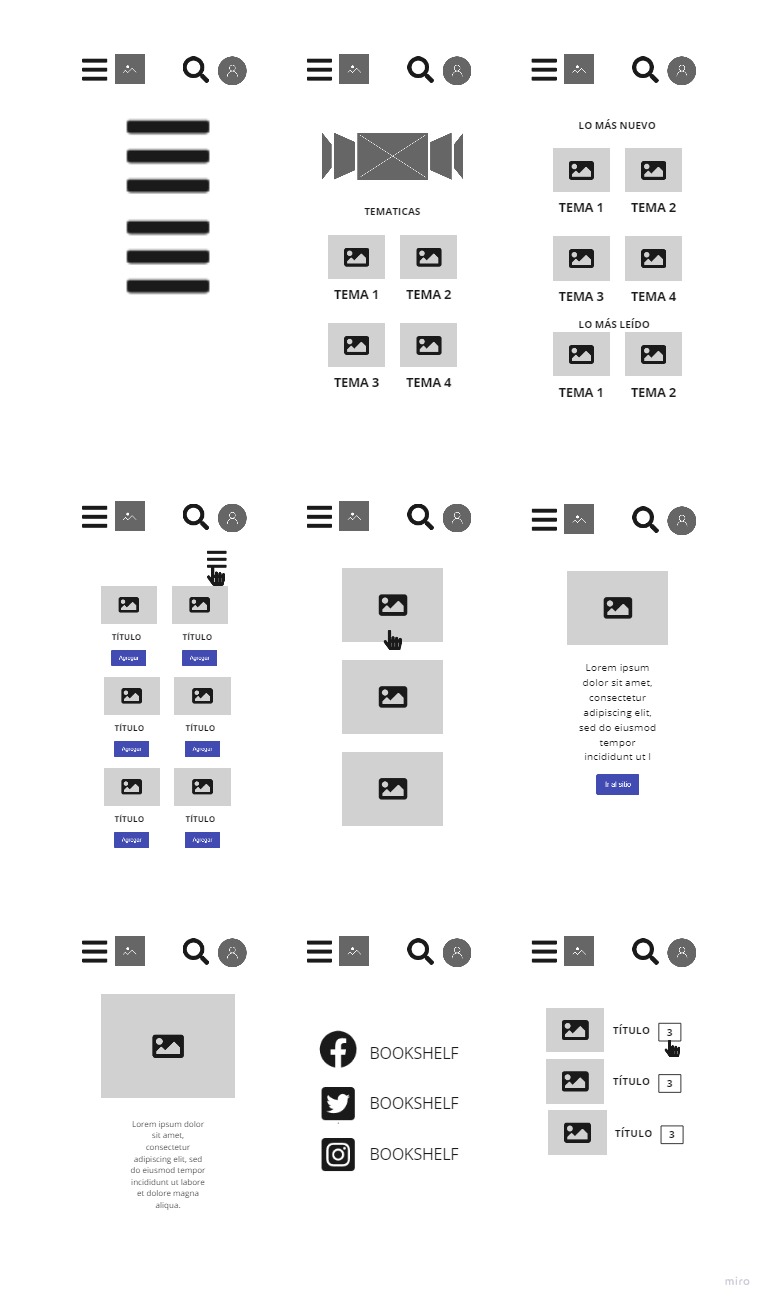 LO MÁS NUEVO
TEMA 1 TEMA 2
TEMATICAS
TEMA 3 TEMA 4
TEMA 1 TEMA 2
LO MÁS LEÍDO
TEMA 3 TEMA 4
TEMA 1 TEMA 2
TÍTULO TÍTULO
Agregar Agregar
TÍTULO TÍTULO
Agregar Agregar
TÍTULO TÍTULO
Agregar Agregar
Lorem ipsum
dolor sit amet,
consectetur
adipiscing elit,
sed do eiusmod
tempor
incididunt ut l
Ir al sitio
Lorem ipsum dolor
sit amet,
consectetur
adipiscing elit, sed
do eiusmod tempor
incididunt ut labore
et dolore magna
aliqua.
BOOKSHELF
BOOKSHELF
BOOKSHELF
TÍTULO 3
TÍTULO 3
TÍTULO 3
miro